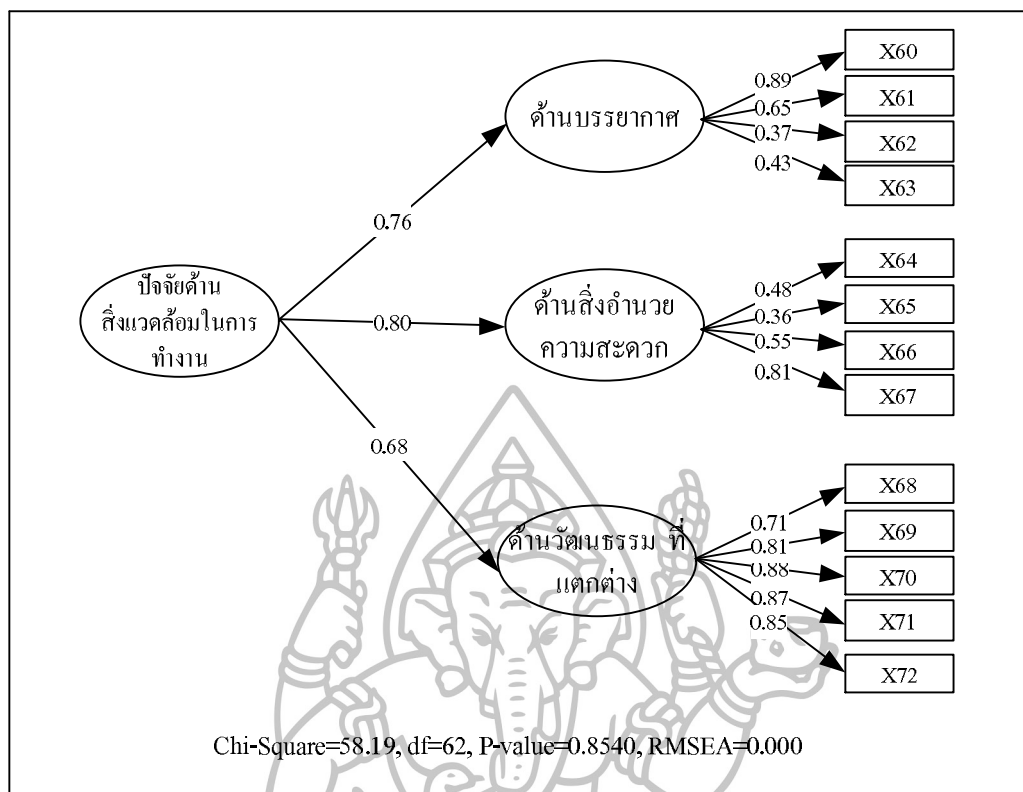 ปัจจัยด้าน
สิ่งแวดล้อมในการ
ทำงาน
0.76
0.80
0.68
ด้านบรรยากาศ
0.89
0.65
0.37
0.43
X60
X61
X62
X63
ด้านสิ่งอำนวย
ความสะดวก
0.48
0.36
0.55
0.81
X64
X65
X66
X67
ด้านวัฒนธรรม ที่
แตกต่าง
0.71
0.81
0.88
0.87
0.85
X68
X69
X70
X71
X72
Chi-Square=58.19, df=62, P-value=0.8540, RMSEA=0.000